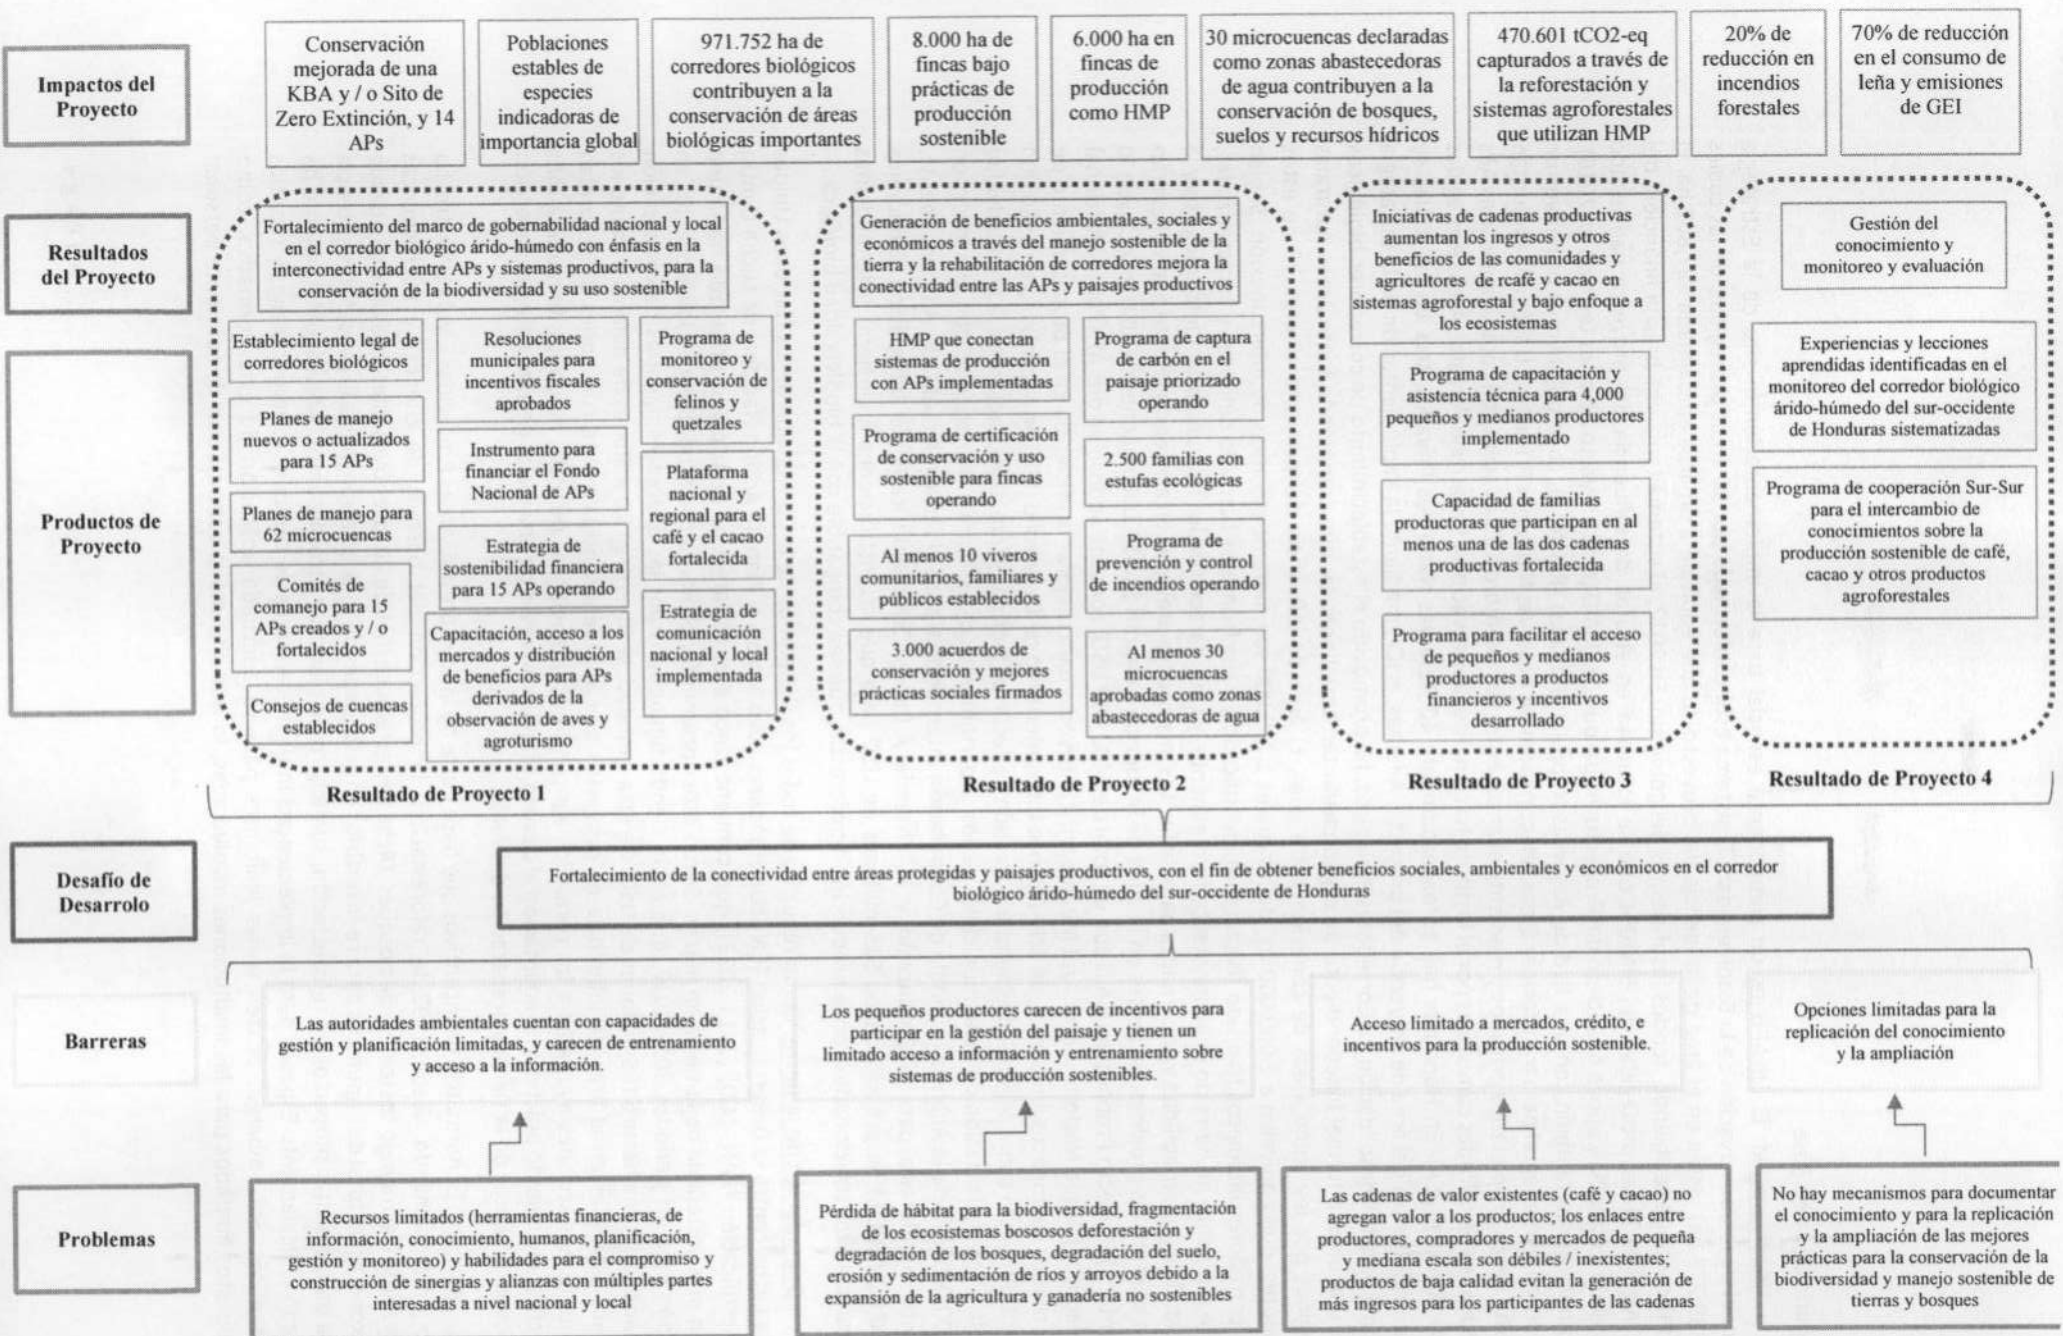 Impactos del
Proyecto
Conservación
mejorada de una
KBA y / o Sito de
Zero Extinción, y 14
APs
Poblaciones
estables de
especies
indicadoras de
importancia global
971.752 ha de
corredores biológicos
contribuyen a la
conservación de áreas
biológicas importantes
8.000 ha de
fincas bajo
prácticas de
producción
sostenible
6.000 ha en
fincas de
producción
como HMP
30 microcuencas declaradas
como zonas abastecedoras
de agua contribuyen a la
conservación de bosques,
suelos y recursos hídricos
470.601 tCO2-eq
capturados a través de
la reforestación y
sistemas agroforestales
que utilizan HMP
20% de
reducción en
incendios
forestales
70% de reducción
en el consumo de
leña y emisiones
de GEI
Resultados
del Proyecto
Fortalecimiento del marco de gobernabilidad nacional y local
en el corredor biológico árido-húmedo con énfasis en la
interconectividad entre APs y sistemas productivos, para la
conservación de la biodiversidad y su uso sostenible
Generación de beneficios ambientales, sociales y
económicos a través del manejo sostenible de la
tierra y la rehabilitación de corredores mejora la
conectividad entre las APs y paisajes productivos
Iniciativas de cadenas productivas
aumentan los ingresos y otros
beneficios de las comunidades y
agricultores de rcafé y cacao en
sistemas agroforestal y bajo enfoque a
los ecosistemas
Gestión del
conocimiento y
monitoreo y evaluación
Productos de
Proyecto
Establecimiento legal de
corredores biológicos
Planes de manejo
nuevos o actualizados
para 15 APs
Planes de manejo para
62 microcuencas
Comités de
comanejo para 15
APs creados y / o
fortalecidos
Consejos de cuencas
establecidos
Resoluciones
municipales para
incentivos fiscales
aprobados
Instrumento para
financiar el Fondo
Nacional de APs
Estrategia de
sostenibilidad financiera
para 15 APs operando
Capacitación, acceso a los
mercados y distribución
de beneficios para APs
derivados de la
observación de aves y
agroturismo
Programa de
monitoreo y
conservación de
felinos y
quetzales
Plataforma
nacional y
regional para el
café y el cacao
fortalecida
Estrategia de
comunicación
nacional y local
implementada
HMP que conectan
sistemas de producción
con APs implementadas
Programa de certificación
de conservación y uso
sostenible para fincas
operando
Al menos 10 viveros
comunitarios, familiares y
públicos establecidos
3.000 acuerdos de
conservación y mejores
prácticas sociales firmados
Programa de captura
de carbón en el
paisaje priorizado
operando
2.500 familias con
estufas ecológicas
Programa de
prevención y control
de incendios operando
Al menos 30
microcuencas
aprobadas como zonas
abastecedoras de agua
Programa de capacitación y
asistencia técnica para 4,000
pequeños y medianos productores
implementado
Capacidad de familias
productoras que participan en al
menos una de las dos cadenas
productivas fortalecida
Programa para facilitar el acceso
de pequeños y medianos
productores a productos
financieros y incentivos
desarrollado
Experiencias y lecciones
aprendidas identificadas en el
monitoreo del corredor biológico
árido-húmedo del sur-occidente
de Honduras sistematizadas
Programa de cooperación Sur-Sur
para el intercambio de
conocimientos sobre la
producción sostenible de café,
cacao y otros productos
agroforestales
Resultado de Proyecto 1
Resultado de Proyecto 2
Resultado de Proyecto 3
Resultado de Proyecto 4
Desafío de
Desarrolo
Fortalecimiento de la conectividad entre áreas protegidas y paisajes productivos, con el fin de obtener beneficios sociales, ambientales y económicos en el corredor
biológico árido-húmedo del sur-occidente de Honduras
Barreras
Las autoridades ambientales cuentan con capacidades de
gestión y planificación limitadas, y carecen de entrenamiento
y acceso a la información.
Los pequeños productores carecen de incentivos para
participar en la gestión del paisaje y tienen un
limitado acceso a información y entrenamiento sobre
sistemas de producción sostenibles.
Acceso limitado a mercados, crédito, e
incentivos para la producción sostenible.
Opciones limitadas para la
replicación del conocimiento
y la ampliación
Problemas
Recursos limitados (herramientas financieras, de
información, conocimiento, humanos, planificación,
gestión y monitoreo) y habilidades para el compromiso y
construcción de sinergias y alianzas con múltiples partes
interesadas a nivel nacional y local
Pérdida de hábitat para la biodiversidad, fragmentación
de los ecosistemas boscosos deforestación y
degradación de los bosques, degradación del suelo,
erosión y sedimentación de ríos y arroyos debido a la
expansión de la agricultura y ganadería no sostenibles
Las cadenas de valor existentes (café y cacao) no
agregan valor a los productos; los enlaces entre
productores, compradores y mercados de pequeña
y mediana escala son débiles / inexistentes;
productos de baja calidad evitan la generación de
más ingresos para los participantes de las cadenas
No hay mecanismos para documentar
el conocimiento y para la replicación
y la ampliación de las mejores
prácticas para la conservación de la
biodiversidad y manejo sostenible de
tierras y bosques